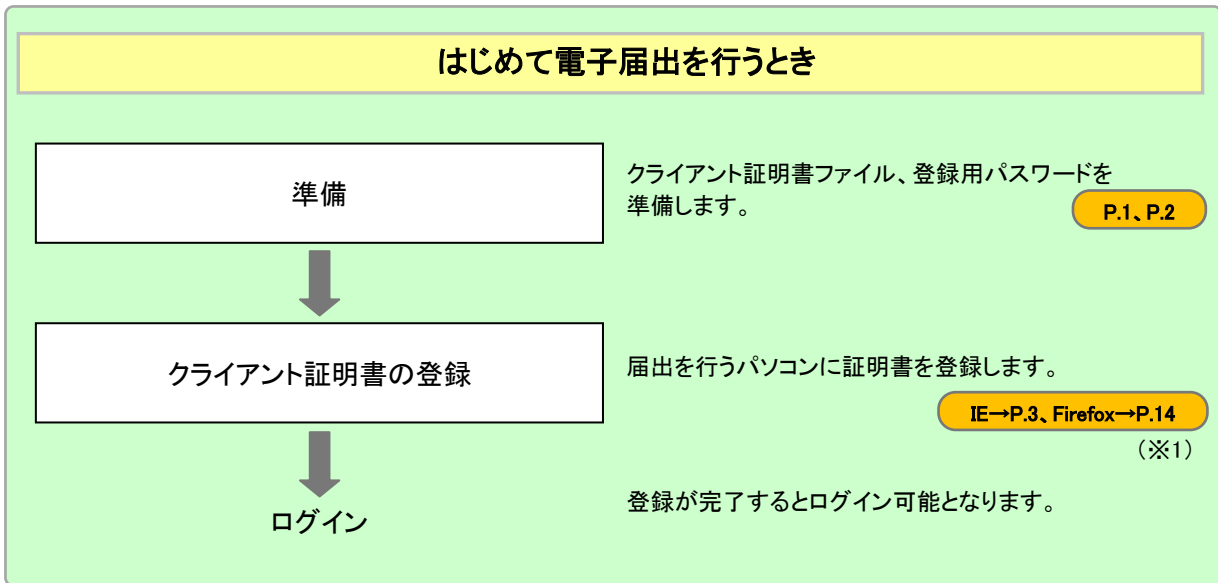 はじめて電子届出を行うとき
準備
クライアント証明書ファイル、登録用パスワードを
準備します。
P.1、P.2
クライアント証明書の登録
届出を行うパソコンに証明書を登録します。
IE→P.3、Firefox→P.14
（※1）
ログイン
登録が完了するとログイン可能となります。